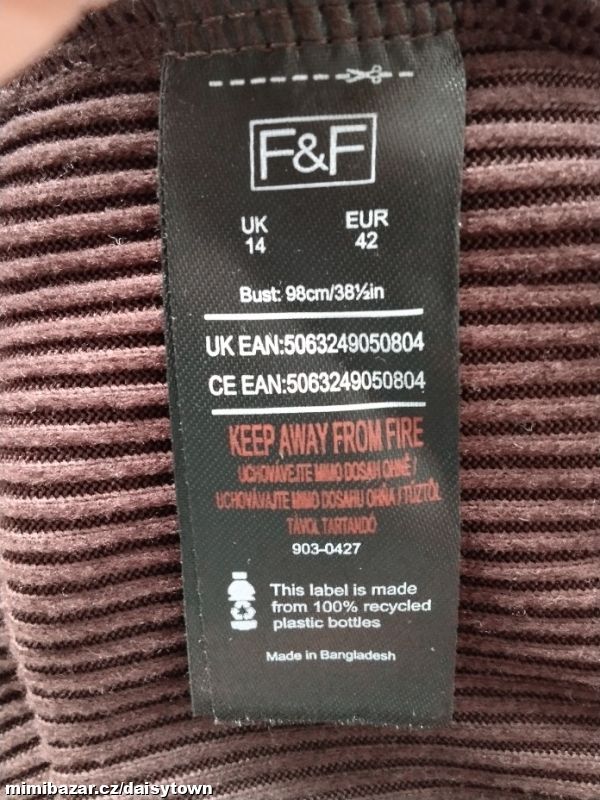 F&F
UK EUR
14 42
Bust: 98cm/38½in
UK EAN:5063249050804
CE EAN:5063249050804
KEEP AWAY FROM FIRE
UCHOVÁVEJTE MIMO DOSAH OHNĚ /
UCHOVÁVAJTE MIMO DOSAHU OHŇA / TŰZTŐL
TÁVOL TARTANDÓ
903-0427
This label is made
from 100% recycled
plastic bottles
Made in Bangladesh
mimibazar.cz/daisytown